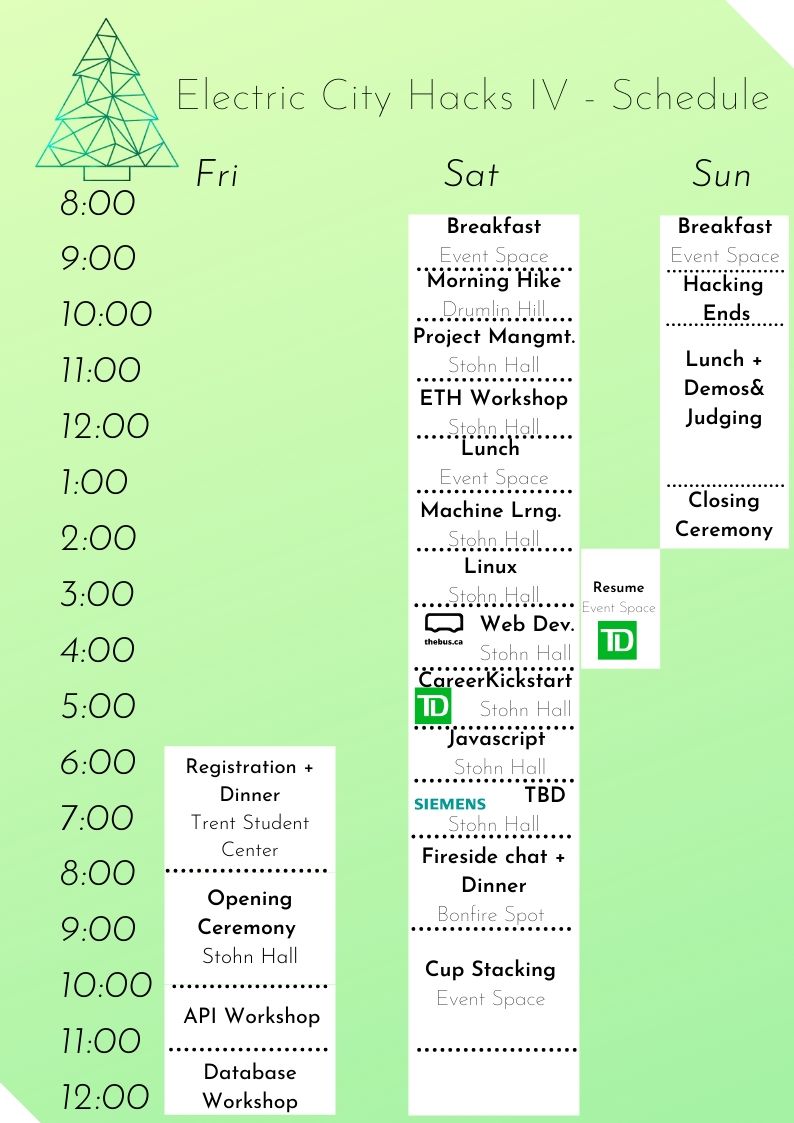 Electric City Hacks IV - Schedule
Fri
Sat
Sun
8:00
9:00
10:00
11:00
12:00
1:00
2:00
3:00
4:00
5:00
6:00
7:00
8:00
9:00
10:00
11:00
12:00
Registration +
Dinner
Trent Student
Center
Opening
Ceremony
Stohn Hall
API Workshop
Database
Workshop
Breakfast
Event Space
Morning Hike
Drumlin Hill
Project Mangmt.
Stohn Hall
ETH Workshop
Stohn Hall
Lunch
Event Space
Machine Lrng.
Stohn Hall
Linux
Stohn Hall
thebus.ca
Web Dev.
Stohn Hall
CareerKickstart
TD
Stohn Hall
Javascript
Stohn Hall
SIEMENS
TBD
Stohn Hall
Fireside chat +
Dinner
Bonfire Spot
Cup Stacking
Event Space
Resume
Event Space
TD
Breakfast
Event Space
Hacking
Ends
Lunch +
Demos&
Judging
Closing
Ceremony